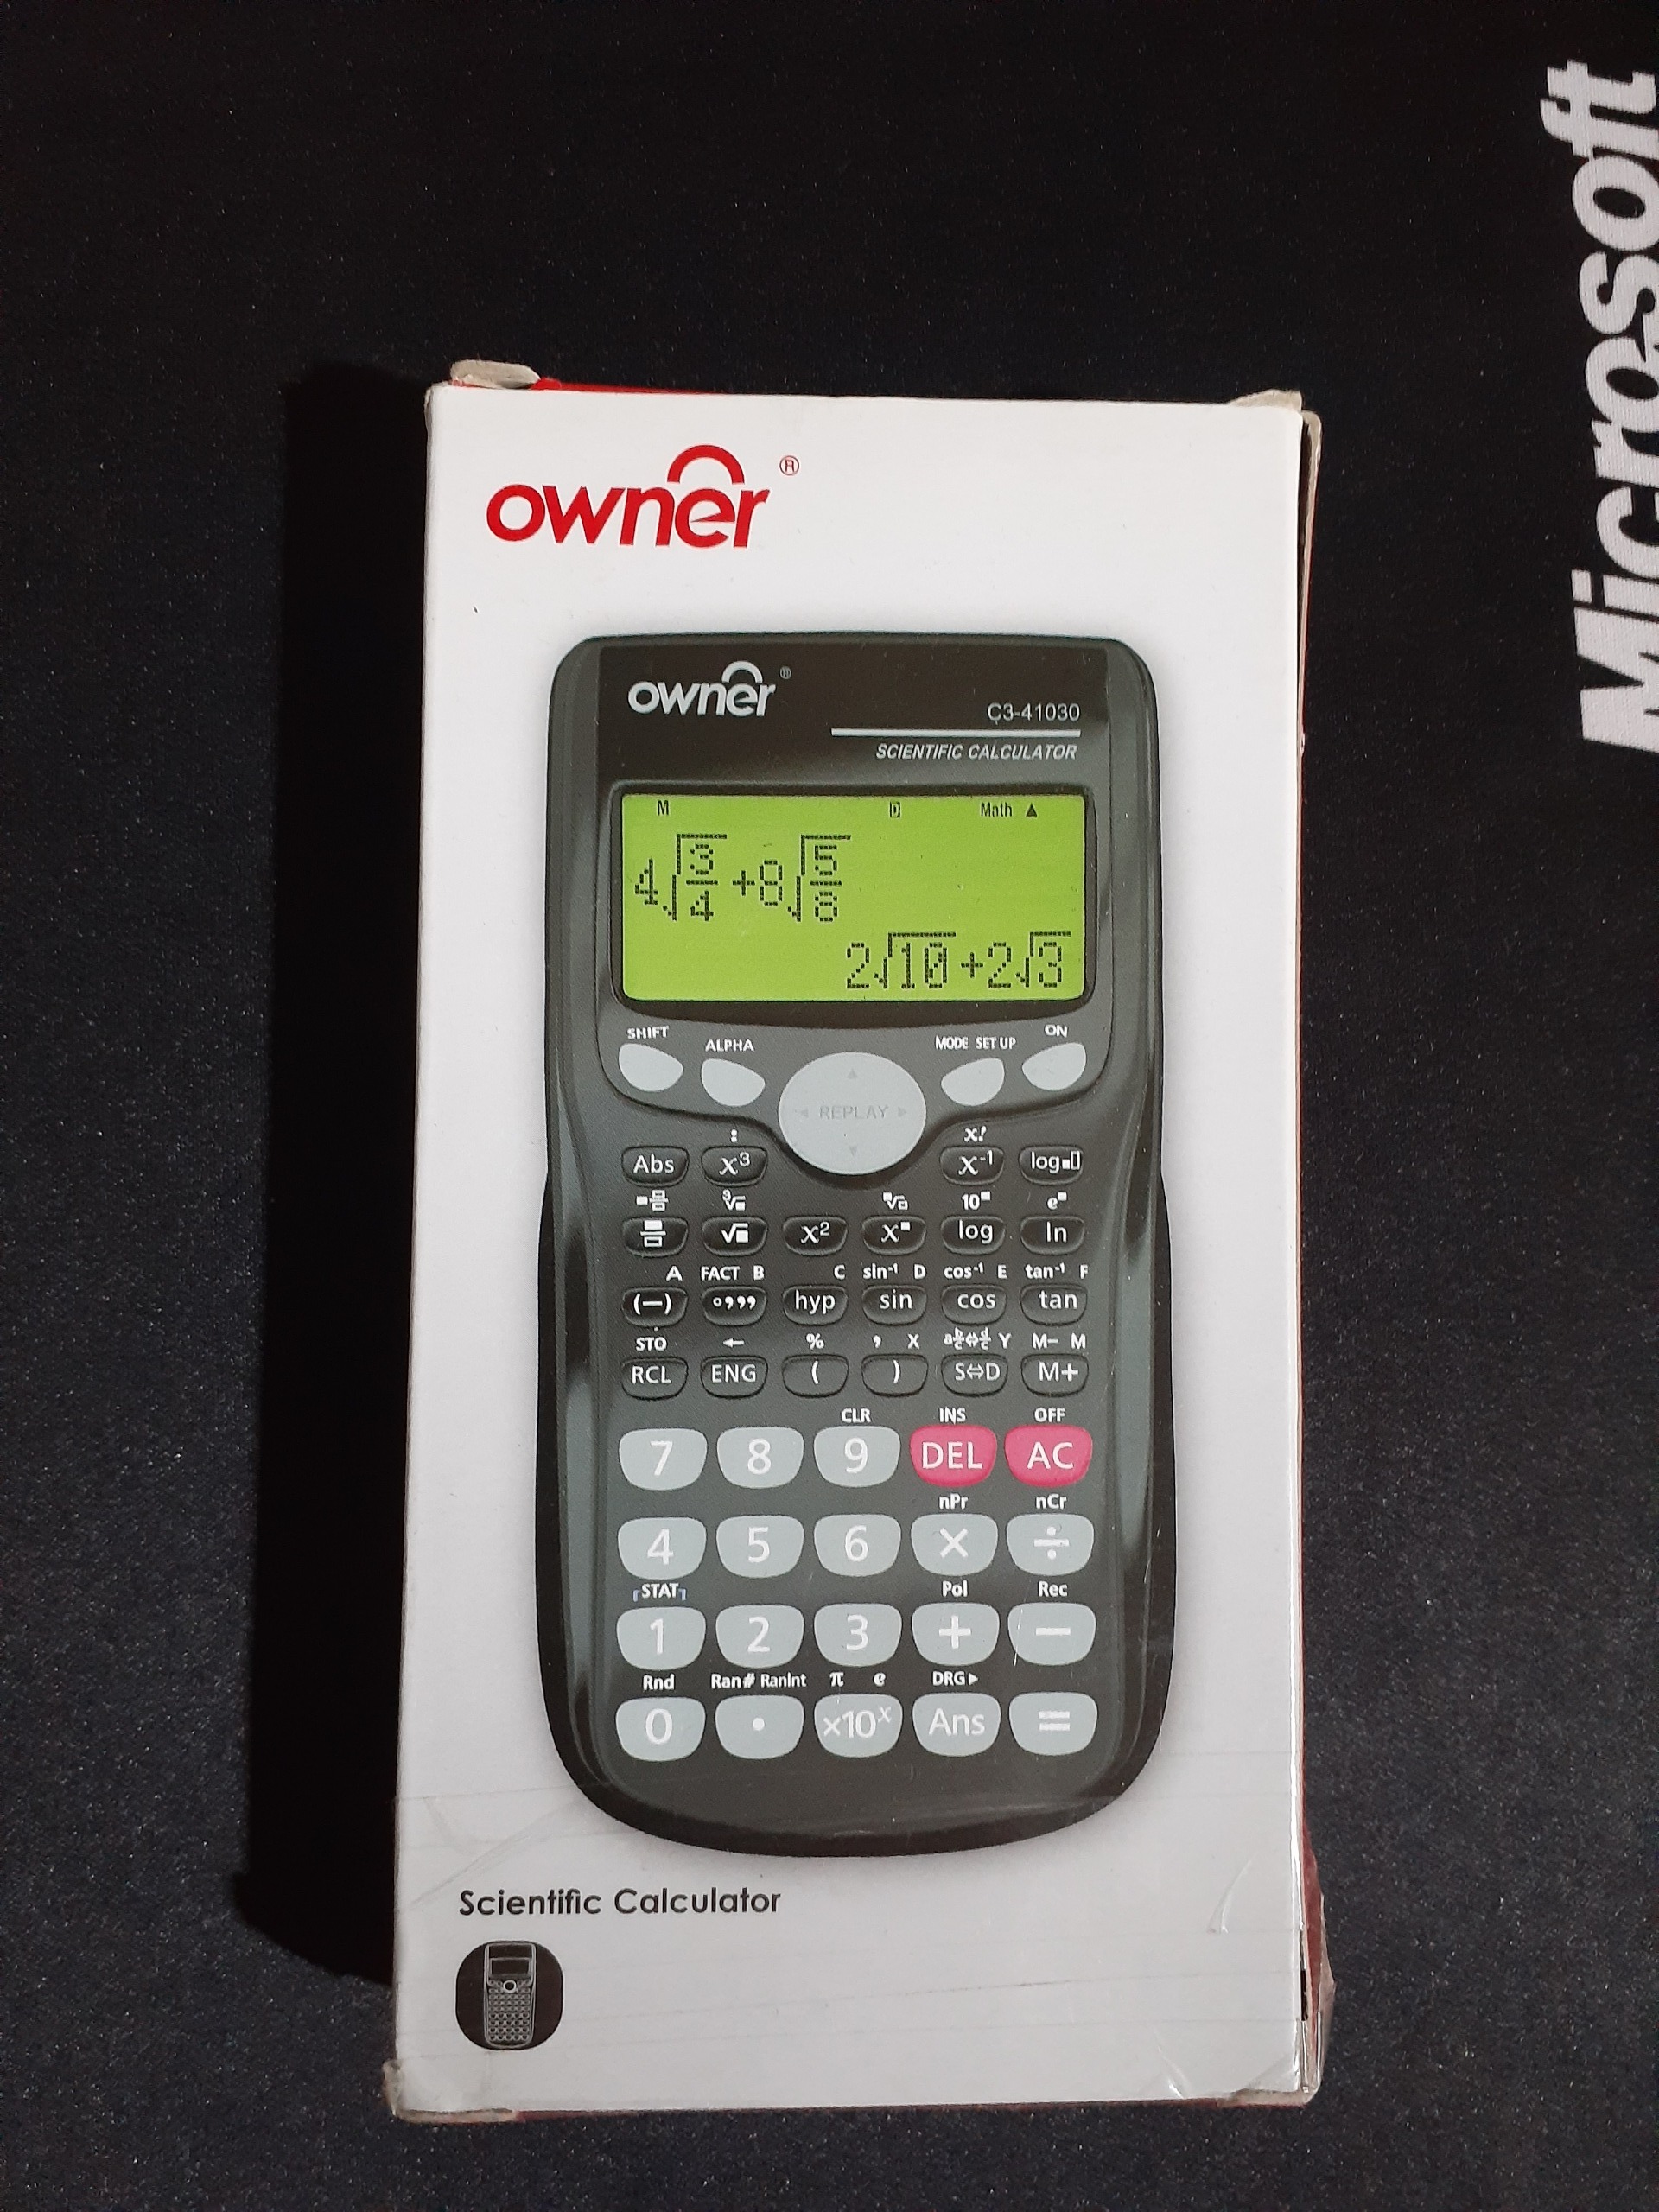 Microsoft
owner®
owner®
C3-41030
SCIENTIFIC CALCULATOR
M D Math ▲
4√3/4+8√5/8
2√10+2√3
SHIFT ALPHA MODE SET UP ON
◄ REPLAY ►
: x!
Abs x³ x⁻¹ log▪▯
▪▪/▯ ³√▪ ▪√▯ 10▪ e▪
▪/▯ √▪ x² x▪ log ln
A FACT B C sin⁻¹ D cos⁻¹ E tan⁻¹ F
(—) °,,, hyp sin cos tan
STO ← % , X a b/c⇔d/c Y M– M
RCL ENG ( ) S⇔D M+
CLR INS OFF
7 8 9 DEL AC
nPr nCr
4 5 6 × ÷
STAT Pol Rec
1 2 3 + −
Rnd Ran# RanInt π e DRG►
0 • ×10ˣ Ans =
Scientific Calculator